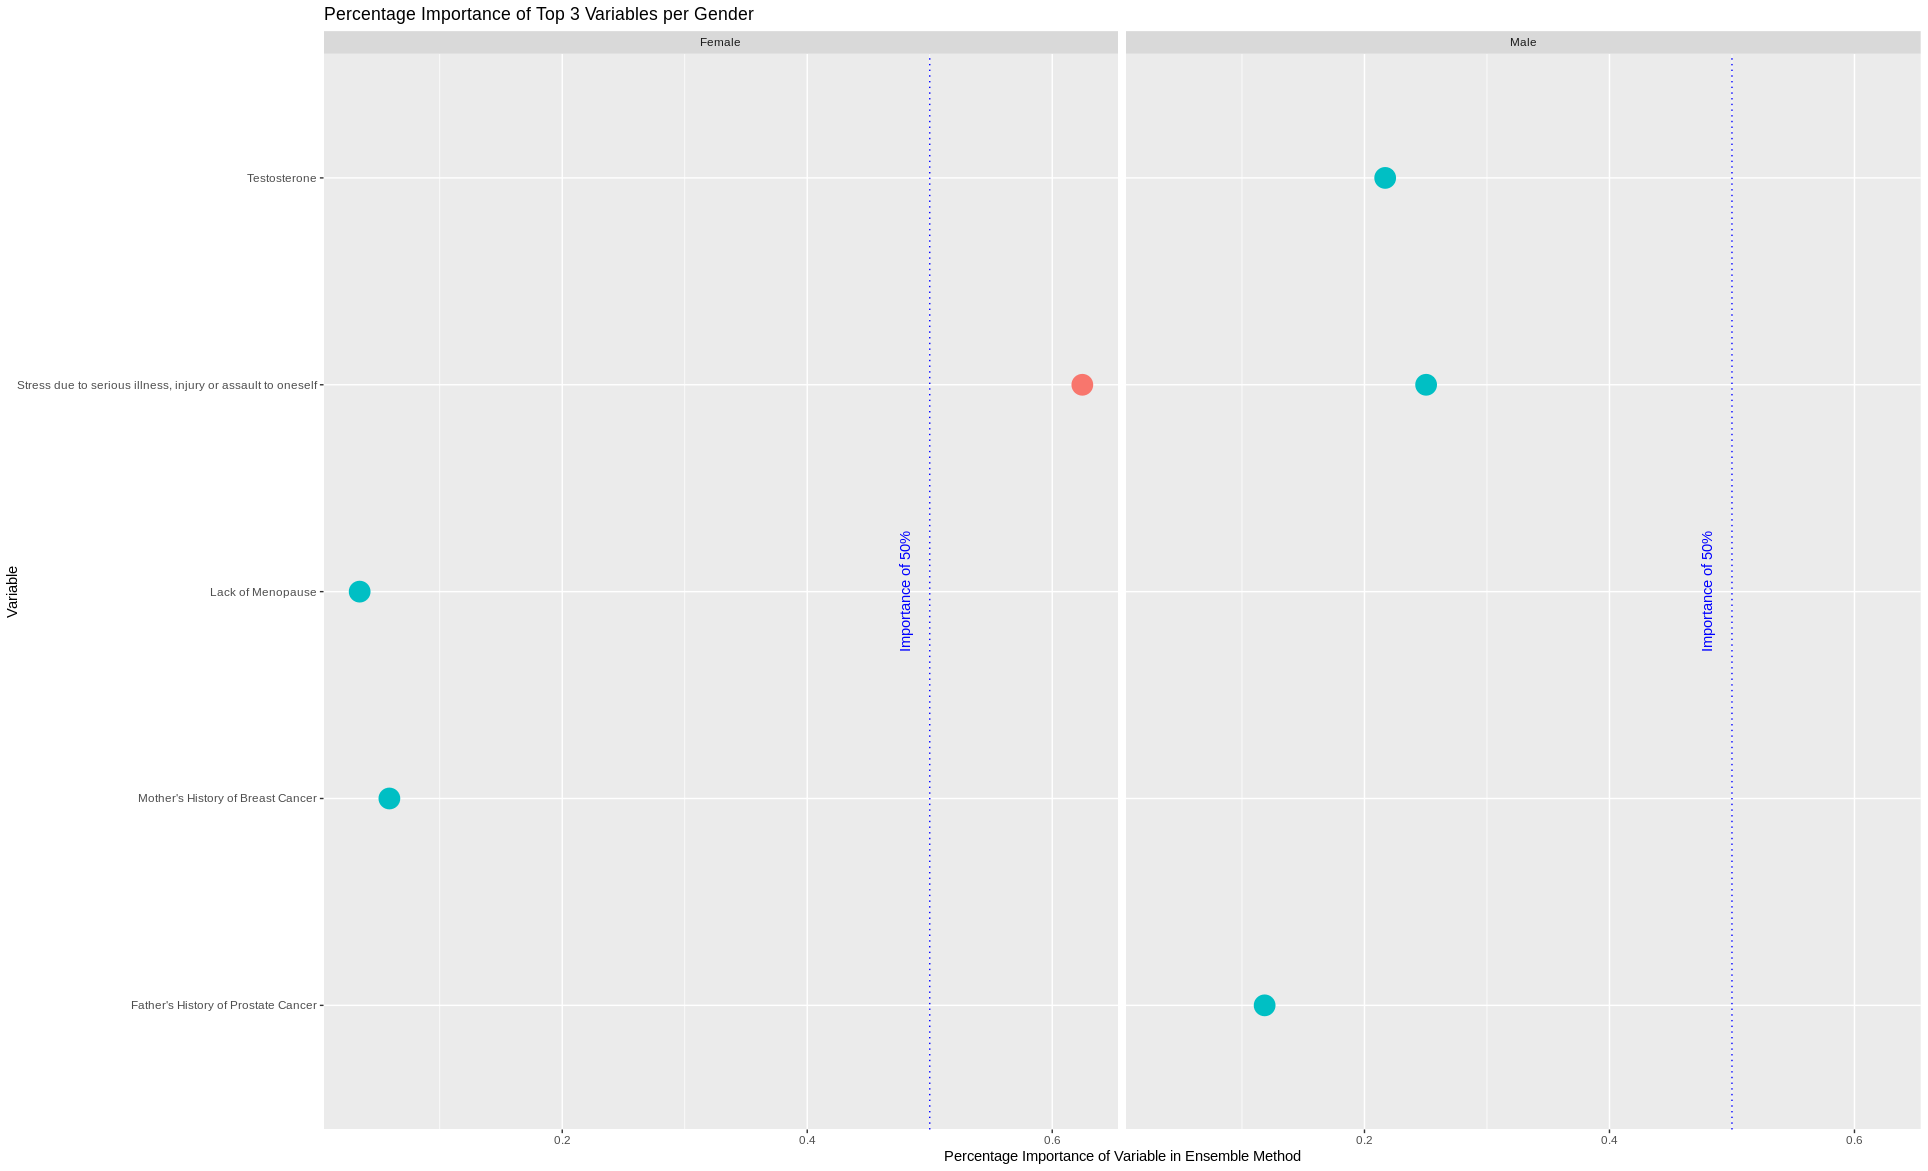 Percentage Importance of Top 3 Variables per Gender
Female
Male
Variable
Testosterone
Stress due to serious illness, injury or assault to oneself
Lack of Menopause
Mother's History of Breast Cancer
Father's History of Prostate Cancer
Importance of 50%
Importance of 50%
0.2 0.4 0.6
0.2 0.4 0.6
Percentage Importance of Variable in Ensemble Method